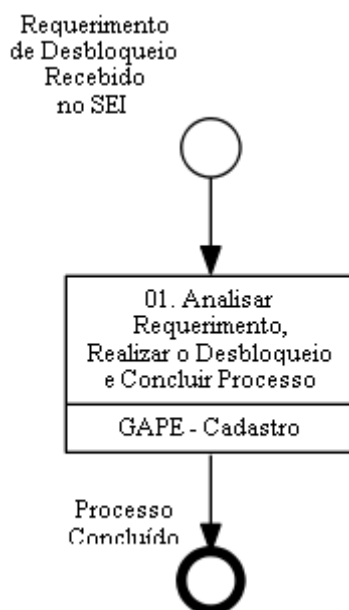 Requerimento
de Desbloqueio
Recebido
no SEI
01. Analisar
Requerimento,
Realizar o Desbloqueio
e Concluir Processo
GAPE - Cadastro
Processo
Concluído